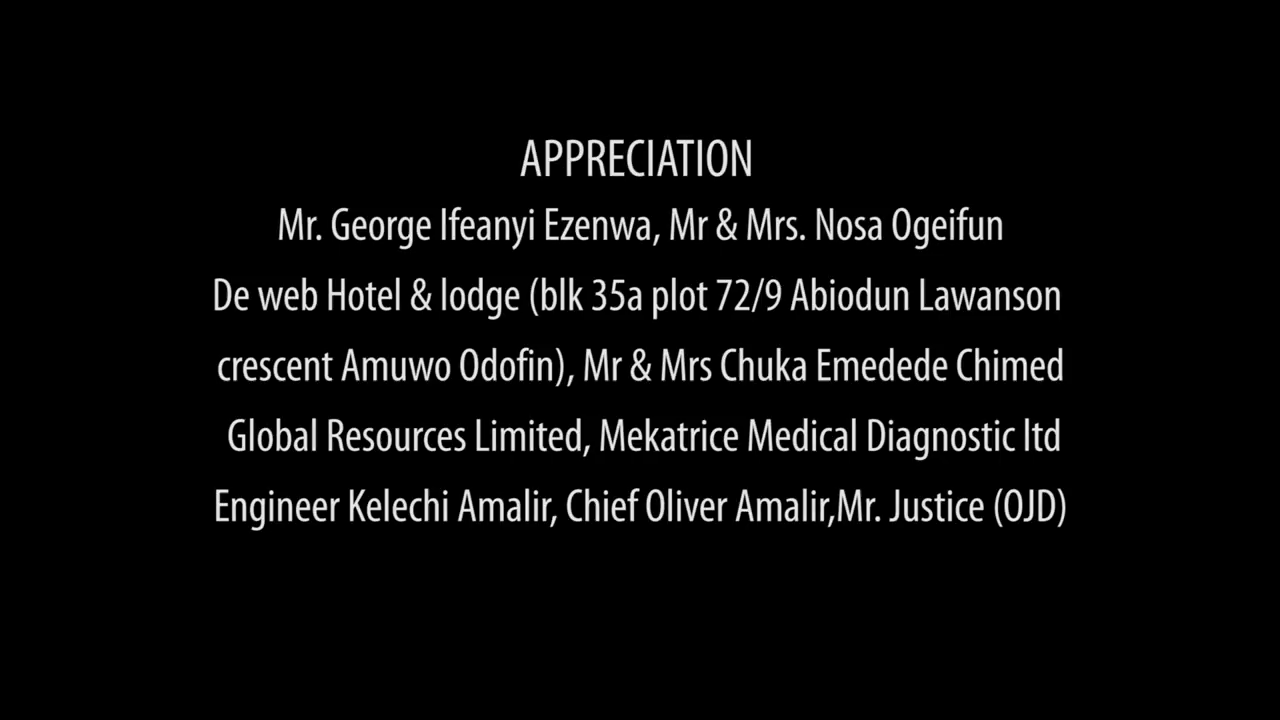 APPRECIATION
Mr. George Ifeanyi Ezenwa, Mr & Mrs. Nosa Ogeifun
De web Hotel & lodge (blk 35a plot 72/9 Abiodun Lawanson
crescent Amuwo Odofin), Mr & Mrs Chuka Emedede Chimed
Global Resources Limited, Mekatrice Medical Diagnostic ltd
Engineer Kelechi Amalir, Chief Oliver Amalir,Mr. Justice (OJD)